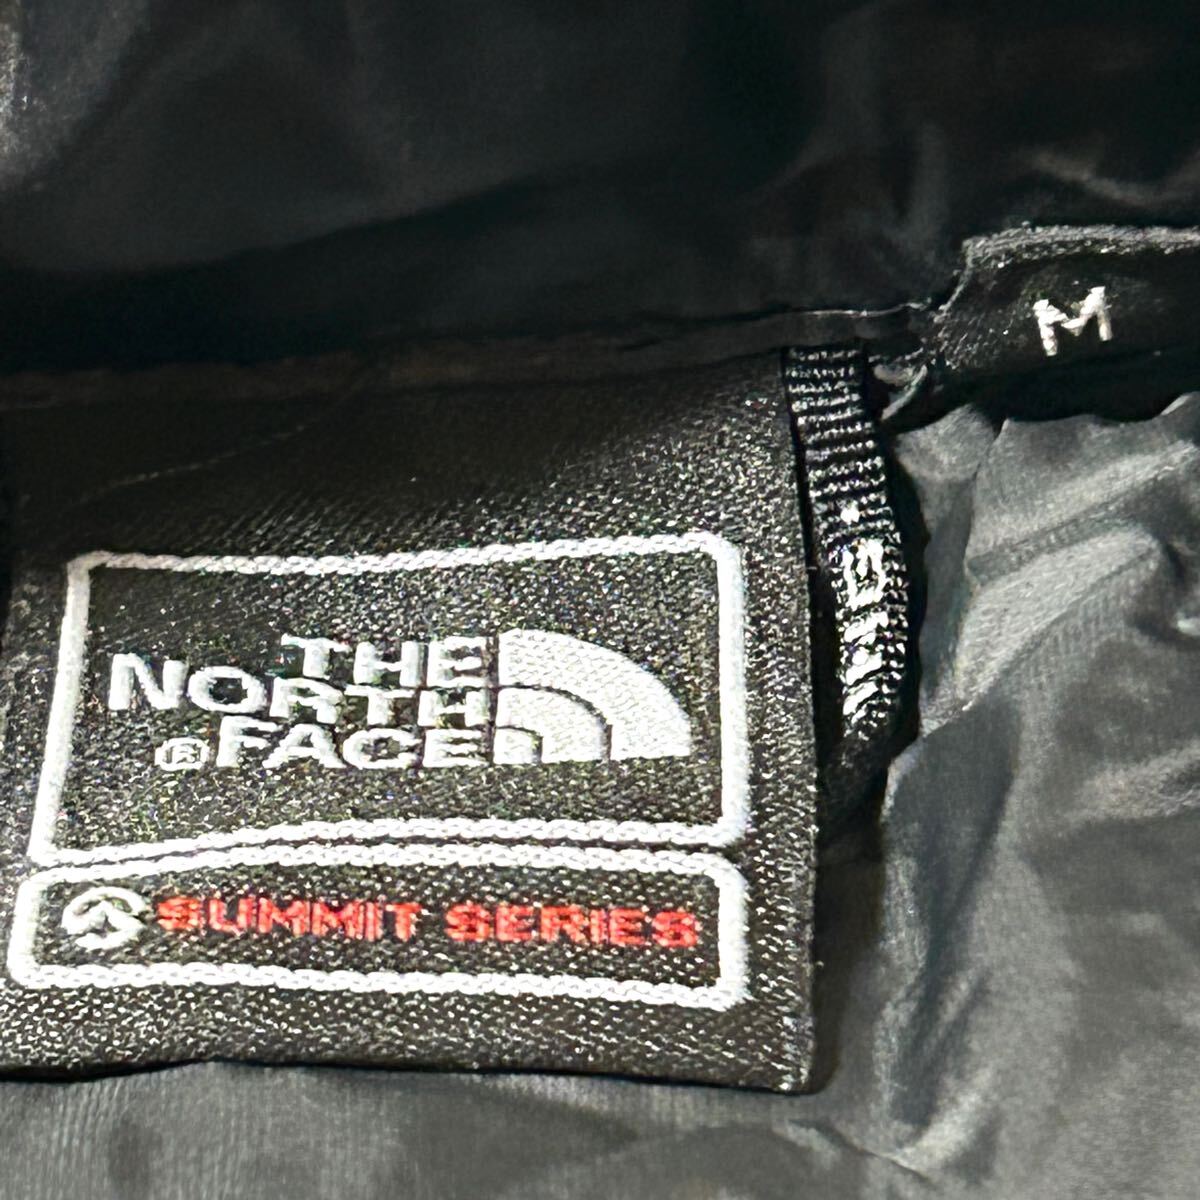 M
THE
NORTH
®FACE
SUMMIT SERIES